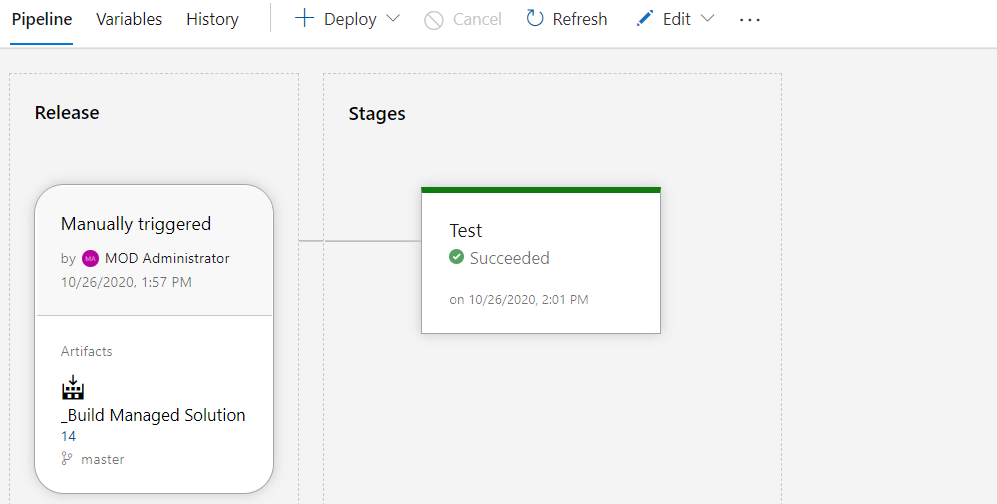 Pipeline Variables History Deploy Cancel Refresh Edit ...
Release
Stages
Manually triggered
by MA MOD Administrator
10/26/2020, 1:57 PM
Test
Succeeded
on 10/26/2020, 2:01 PM
Artifacts
_Build Managed Solution
14
master